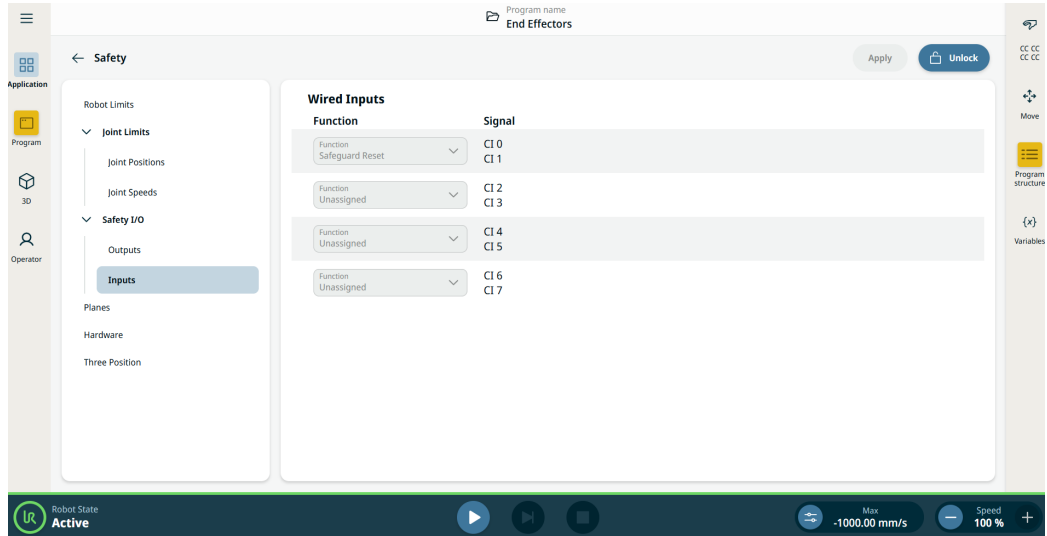 Program name
End Effectors
Safety
Apply
Unlock
Application
Program
3D
Operator
Robot Limits
Joint Limits
Joint Positions
Joint Speeds
Safety I/O
Outputs
Inputs
Planes
Hardware
Three Position
Wired Inputs
Function Signal
Function
Safeguard Reset
CI 0
CI 1
Function
Unassigned
CI 2
CI 3
Function
Unassigned
CI 4
CI 5
Function
Unassigned
CI 6
CI 7
CC CC
CC CC
Move
Program
structure
{x}
Variables
UR
Robot State
Active
Max
-1000.00 mm/s
Speed
100 %